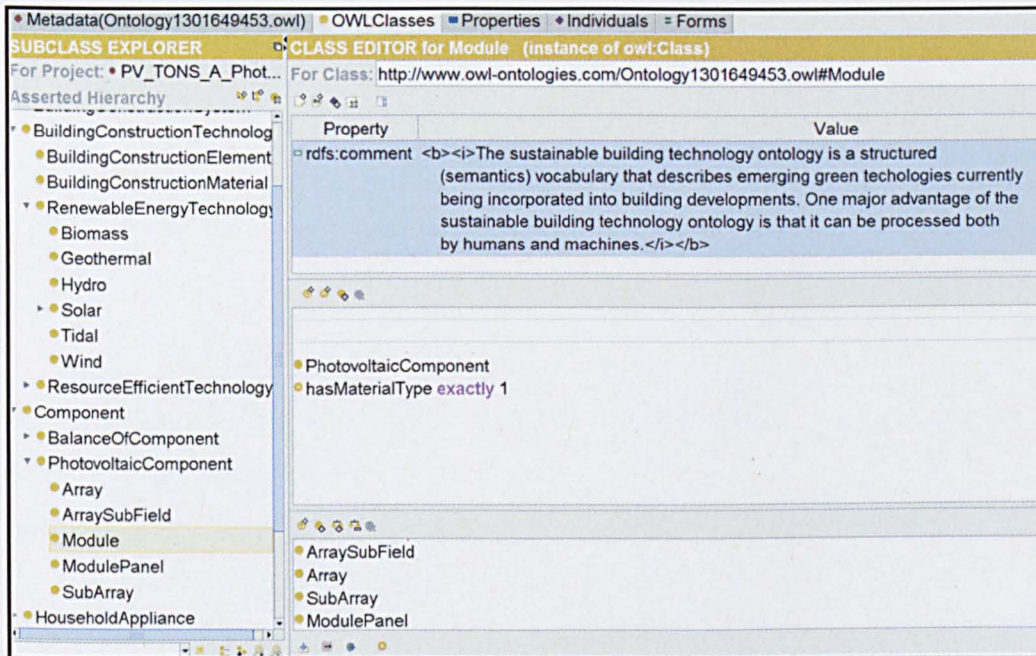 Metadata(Ontology1301649453.owl) OWLClasses Properties Individuals Forms
SUBCLASS EXPLORER
For Project: PV_TONS_A_Phot...
Asserted Hierarchy
BuildingConstructionTechnolog
BuildingConstructionElement
BuildingConstructionMaterial
RenewableEnergyTechnology
Biomass
Geothermal
Hydro
Solar
Tidal
Wind
ResourceEfficientTechnology
Component
BalanceOfComponent
PhotovoltaicComponent
Array
ArraySubField
Module
ModulePanel
SubArray
HouseholdAppliance
CLASS EDITOR for Module (instance of owl:Class)
For Class: http://www.owl-ontologies.com/Ontology1301649453.owl#Module
Property Value
rdfs:comment <b><i>The sustainable building technology ontology is a structured
(semantics) vocabulary that describes emerging green techologies currently
being incorporated into building developments. One major advantage of the
sustainable building technology ontology is that it can be processed both
by humans and machines.</i></b>
PhotovoltaicComponent
hasMaterialType exactly 1
ArraySubField
Array
SubArray
ModulePanel